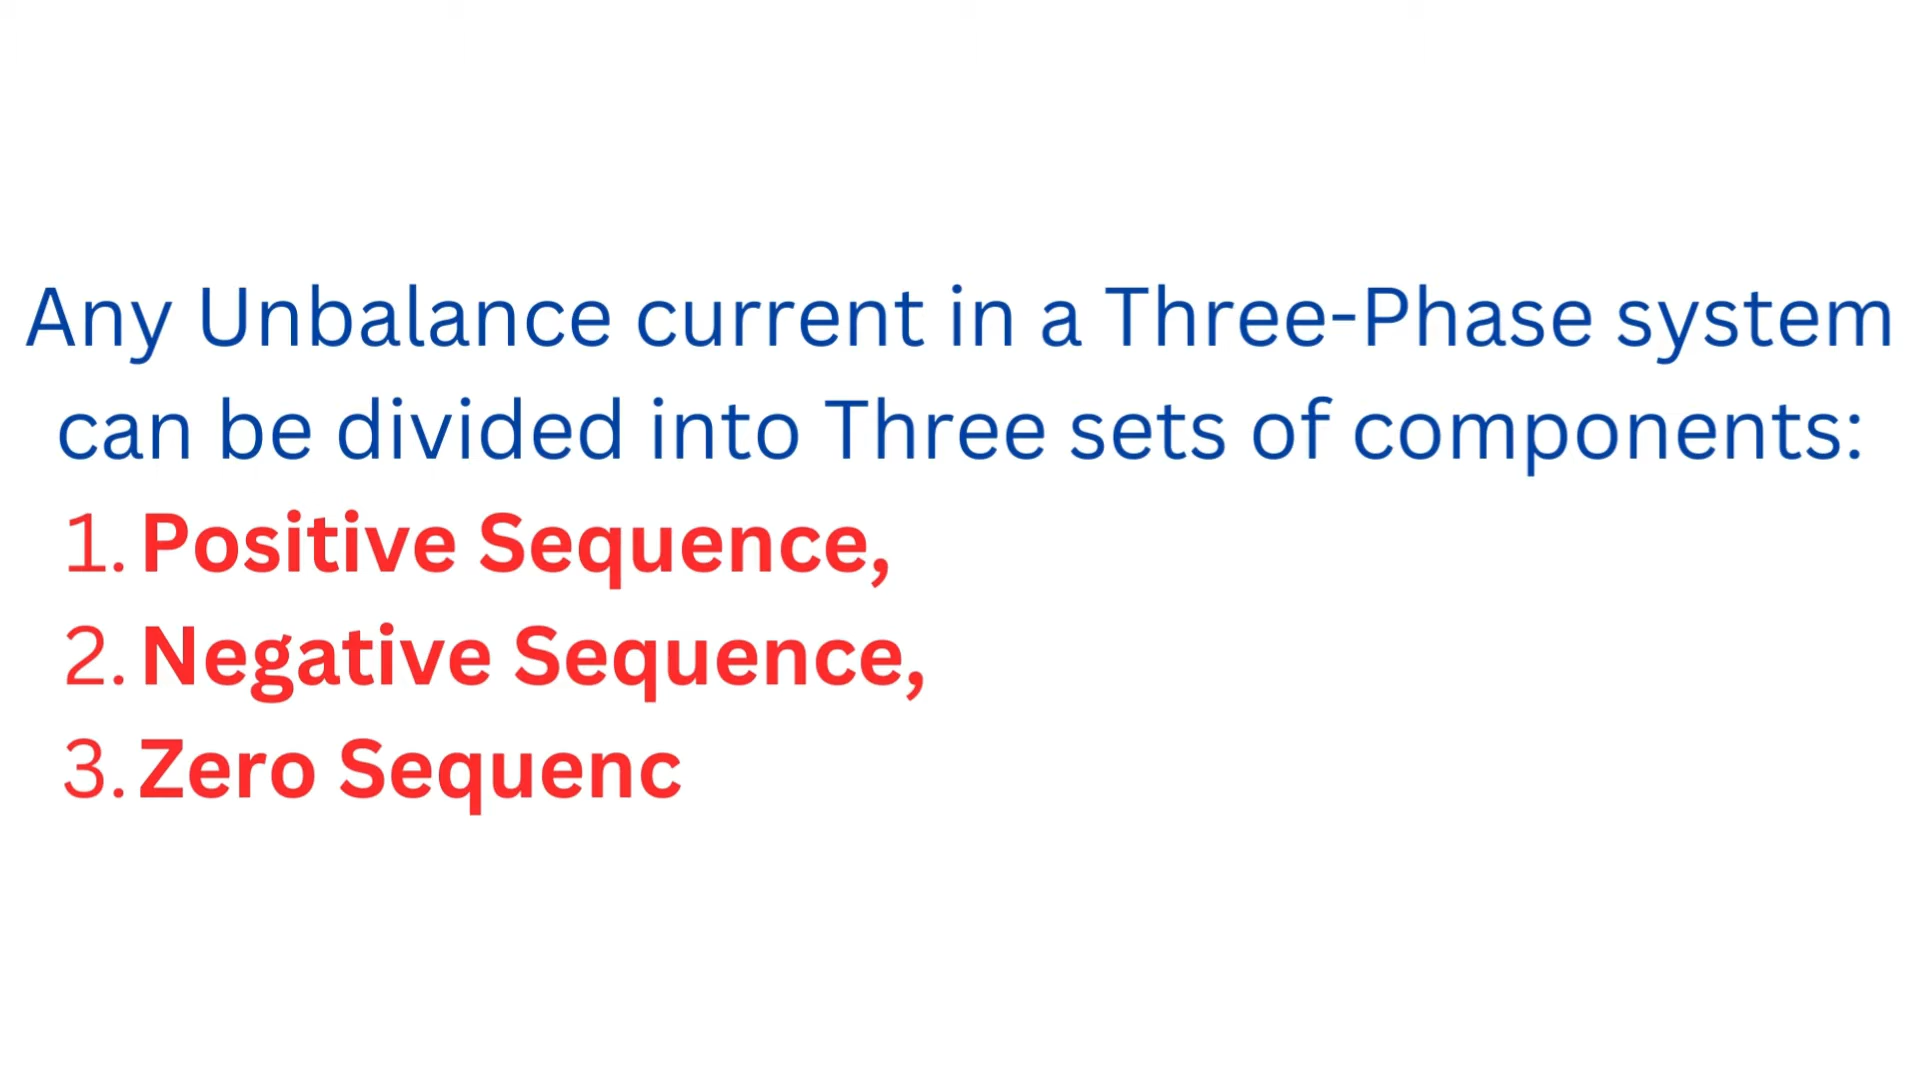 Any Unbalance current in a Three-Phase system
can be divided into Three sets of components:
1. Positive Sequence,
2. Negative Sequence,
3. Zero Sequenc